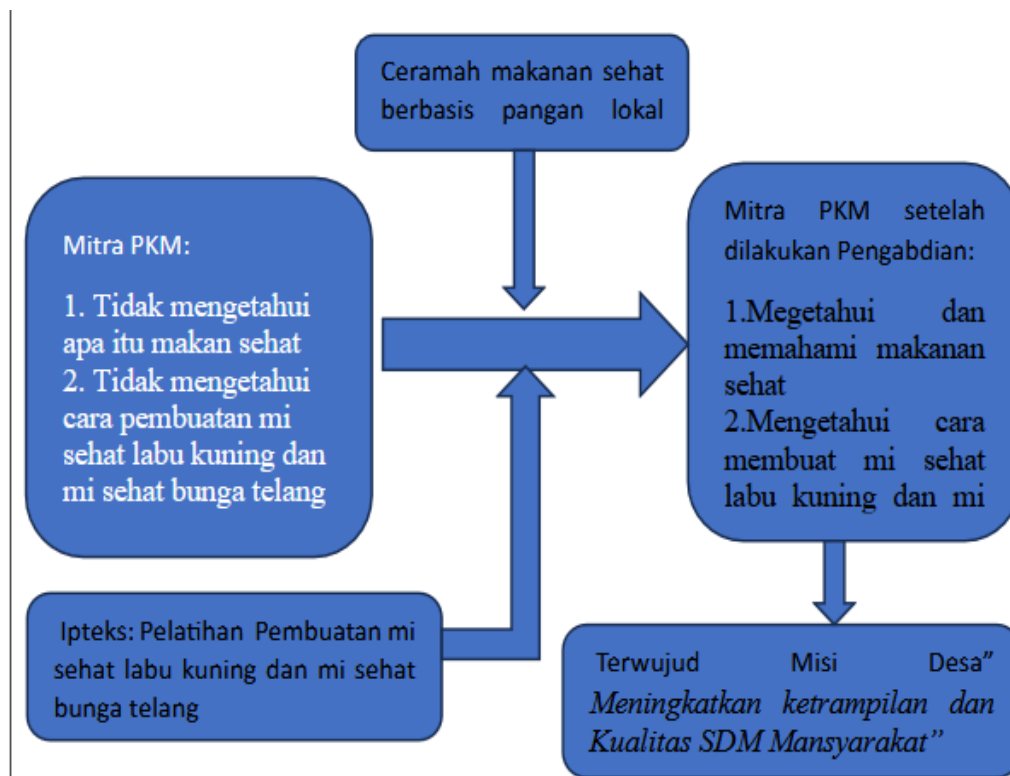 Ceramah makanan sehat
berbasis pangan lokal
Mitra PKM:
1. Tidak mengetahui
apa itu makan sehat
2. Tidak mengetahui
cara pembuatan mi
sehat labu kuning dan
mi sehat bunga telang
Ipteks: Pelatihan Pembuatan mi
sehat labu kuning dan mi sehat
bunga telang
Mitra PKM setelah
dilakukan Pengabdian:
1.Megetahui dan
memahami makanan
sehat
2.Mengetahui cara
membuat mi sehat
labu kuning dan mi
Terwujud Misi Desa”
Meningkatkan ketrampilan dan
Kualitas SDM Mansyarakat”